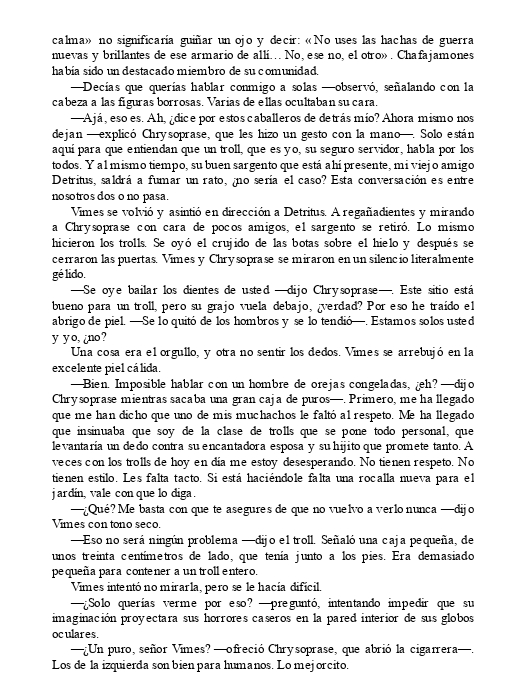 calma» no significaría guiñar un ojo y decir: «No uses las hachas de guerra
nuevas y brillantes de ese armario de allí… No, ese no, el otro». Chafajamones
había sido un destacado miembro de su comunidad.
—Decías que querías hablar conmigo a solas —observó, señalando con la
cabeza a las figuras borrosas. Varias de ellas ocultaban su cara.
—Ajá, eso es. Ah, ¿dice por estos caballeros de detrás mío? Ahora mismo nos
dejan —explicó Chrysoprase, que les hizo un gesto con la mano—. Solo están
aquí para que entiendan que un troll, que es yo, su seguro servidor, habla por los
todos. Y al mismo tiempo, su buen sargento que está ahí presente, mi viejo amigo
Detritus, saldrá a fumar un rato, ¿no sería el caso? Esta conversación es entre
nosotros dos o no pasa.
Vimes se volvió y asintió en dirección a Detritus. A regañadientes y mirando
a Chrysoprase con cara de pocos amigos, el sargento se retiró. Lo mismo
hicieron los trolls. Se oyó el crujido de las botas sobre el hielo y después se
cerraron las puertas. Vimes y Chrysoprase se miraron en un silencio literalmente
gélido.
—Se oye bailar los dientes de usted —dijo Chrysoprase—. Este sitio está
bueno para un troll, pero su grajo vuela debajo, ¿verdad? Por eso he traído el
abrigo de piel. —Se lo quitó de los hombros y se lo tendió—. Estamos solos usted
y yo, ¿no?
Una cosa era el orgullo, y otra no sentir los dedos. Vimes se arrebujó en la
excelente piel cálida.
—Bien. Imposible hablar con un hombre de orejas congeladas, ¿eh? —dijo
Chrysoprase mientras sacaba una gran caja de puros—. Primero, me ha llegado
que me han dicho que uno de mis muchachos le faltó al respeto. Me ha llegado
que insinuaba que soy de la clase de trolls que se pone todo personal, que
levantaría un dedo contra su encantadora esposa y su hijito que promete tanto. A
veces con los trolls de hoy en día me estoy desesperando. No tienen respeto. No
tienen estilo. Les falta tacto. Si está haciéndole falta una rocalla nueva para el
jardín, vale con que lo diga.
—¿Qué? Me basta con que te asegures de que no vuelvo a verlo nunca —dijo
Vimes con tono seco.
—Eso no será ningún problema —dijo el troll. Señaló una caja pequeña, de
unos treinta centímetros de lado, que tenía junto a los pies. Era demasiado
pequeña para contener a un troll entero.
Vimes intentó no mirarla, pero se le hacía difícil.
—¿Solo querías verme por eso? —preguntó, intentando impedir que su
imaginación proyectara sus horrores caseros en la pared interior de sus globos
oculares.
—¿Un puro, señor Vimes? —ofreció Chrysoprase, que abrió la cigarrera—.
Los de la izquierda son bien para humanos. Lo mejorcito.